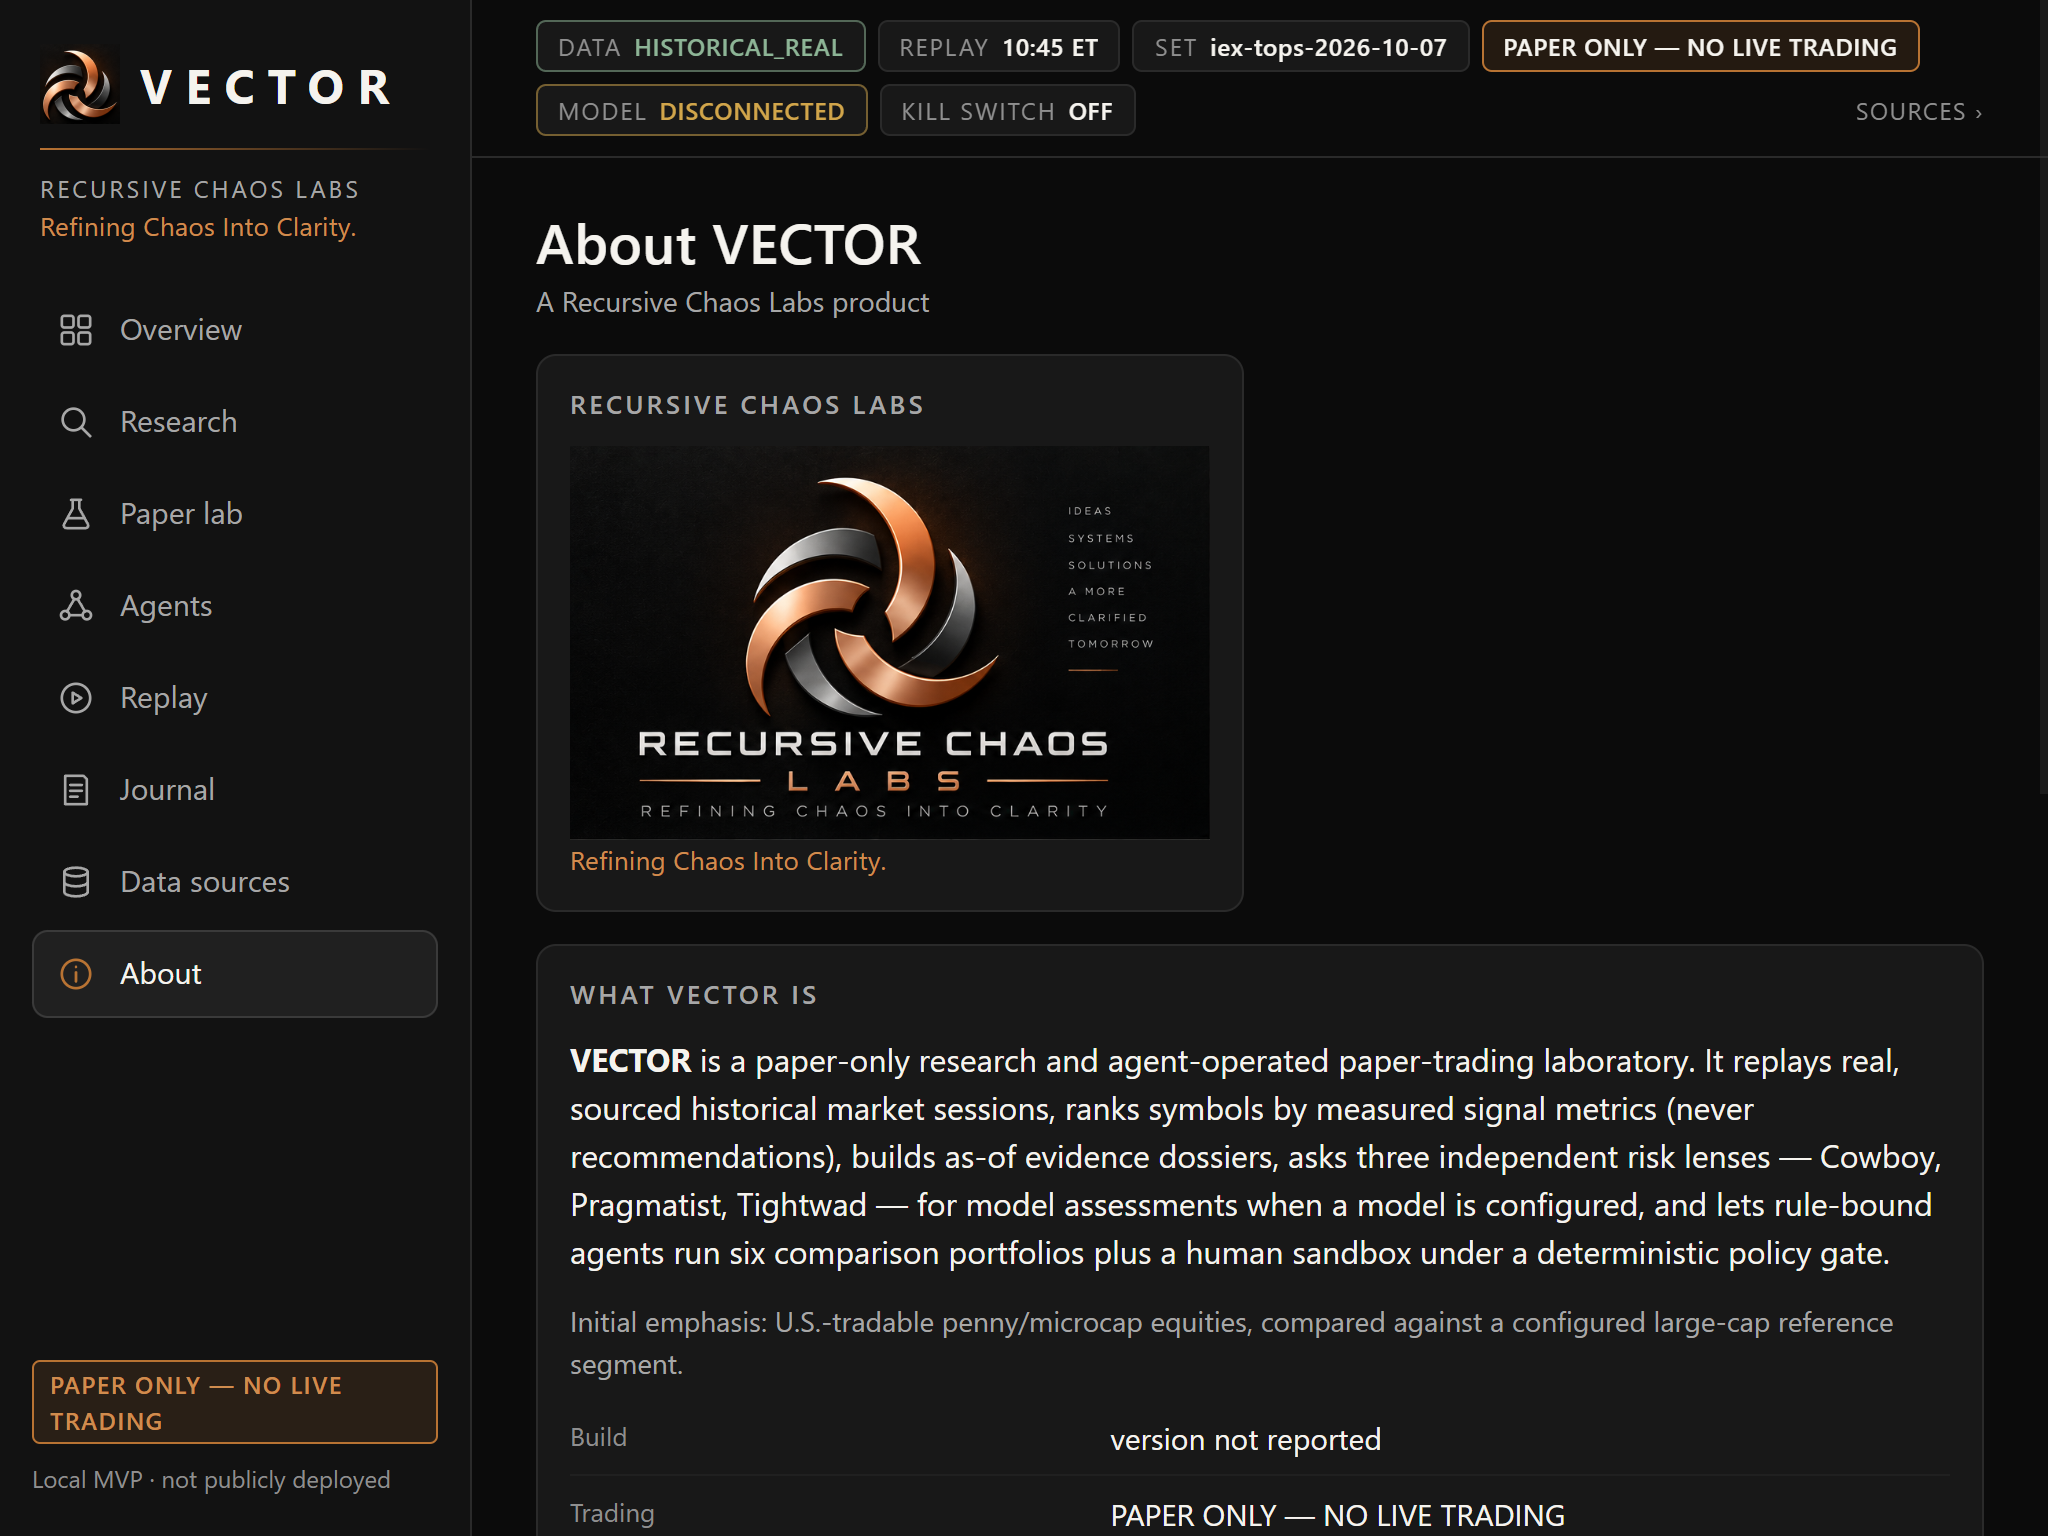 VECTOR
RECURSIVE CHAOS LABS
Refining Chaos Into Clarity.
Overview
Research
Paper lab
Agents
Replay
Journal
Data sources
About
PAPER ONLY — NO LIVE
TRADING
Local MVP · not publicly deployed
DATA HISTORICAL_REAL
REPLAY 10:45 ET
SET iex-tops-2026-10-07
PAPER ONLY — NO LIVE TRADING
MODEL DISCONNECTED
KILL SWITCH OFF
SOURCES ›
About VECTOR
A Recursive Chaos Labs product
RECURSIVE CHAOS LABS
IDEAS
SYSTEMS
SOLUTIONS
A MORE
CLARIFIED
TOMORROW
RECURSIVE CHAOS
LABS
REFINING CHAOS INTO CLARITY
Refining Chaos Into Clarity.
WHAT VECTOR IS
VECTOR is a paper-only research and agent-operated paper-trading laboratory. It replays real,
sourced historical market sessions, ranks symbols by measured signal metrics (never
recommendations), builds as-of evidence dossiers, asks three independent risk lenses — Cowboy,
Pragmatist, Tightwad — for model assessments when a model is configured, and lets rule-bound
agents run six comparison portfolios plus a human sandbox under a deterministic policy gate.
Initial emphasis: U.S.-tradable penny/microcap equities, compared against a configured large-cap reference
segment.
Build version not reported
Trading PAPER ONLY — NO LIVE TRADING